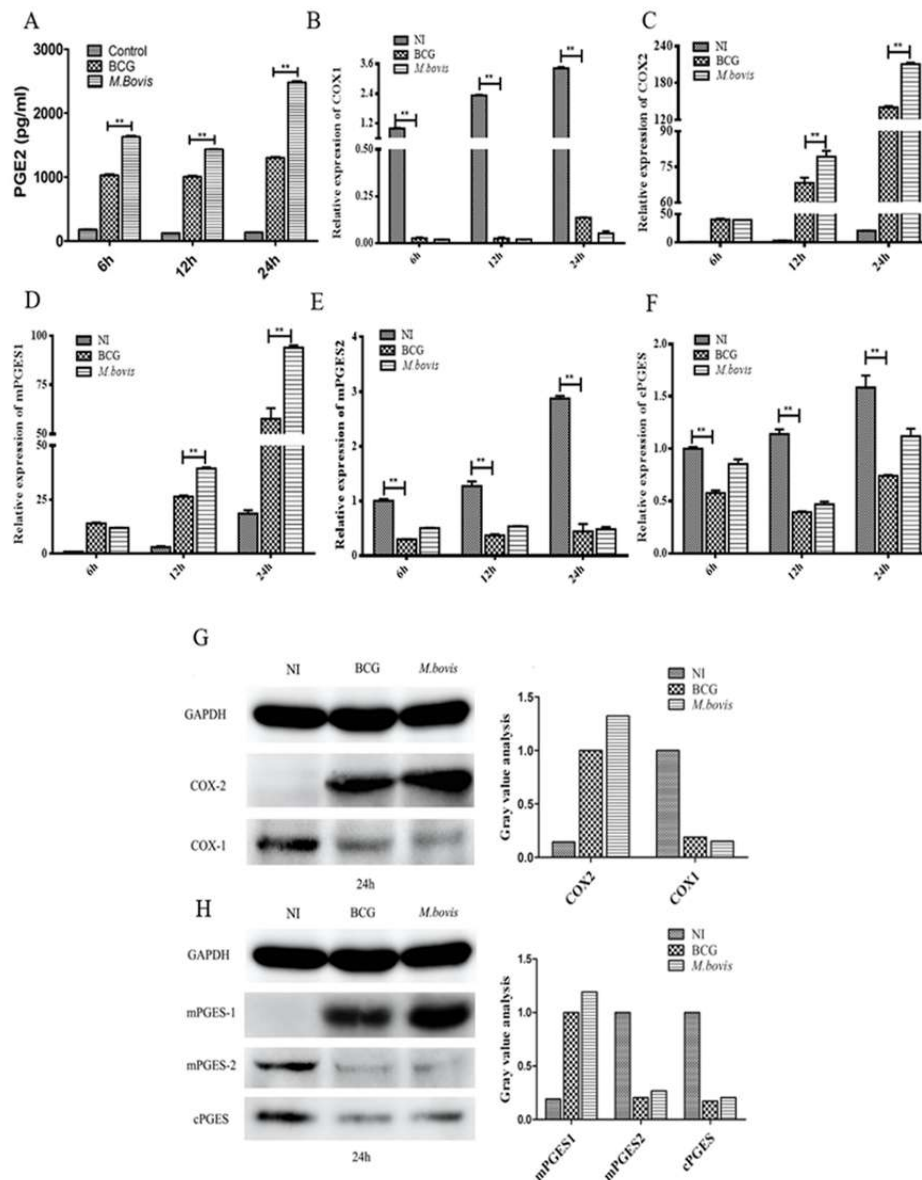 A
PGE2 (pg/ml)
3000
2500
2000
1000
0
Control
BCG
M.Bovis
**
**
**
6h
12h
24h
B
Relative expression of COX1
3.6
2.4
1.2
0.50
0.25
0.00
NI
BCG
M.bovis
**
**
**
6h
12h
24h
C
Relative expression of COX2
240
180
120
90
75
60
50
0
NI
BCG
M.bovis
**
**
6h
12h
24h
D
Relative expression of mPGES1
100
75
50
50
25
0
NI
BCG
M.bovis
**
**
6h
12h
24h
E
Relative expression of mPGES2
4
3
2
1
0
NI
BCG
M.bovis
**
**
**
6h
12h
24h
F
Relative expression of cPGES
2.0
1.5
1.0
0.5
0.0
NI
BCG
M.bovis
**
**
**
6h
12h
24h
G
NI BCG M.bovis
GAPDH
COX-2
COX-1
24h
Gray value analysis
1.5
1.0
0.5
0.0
NI
BCG
M.bovis
COX2
COX1
H
NI BCG M.bovis
GAPDH
mPGES-1
mPGES-2
cPGES
24h
Gray value analysis
1.5
1.0
0.5
0.0
NI
BCG
M.bovis
mPGES1
mPGES2
cPGES